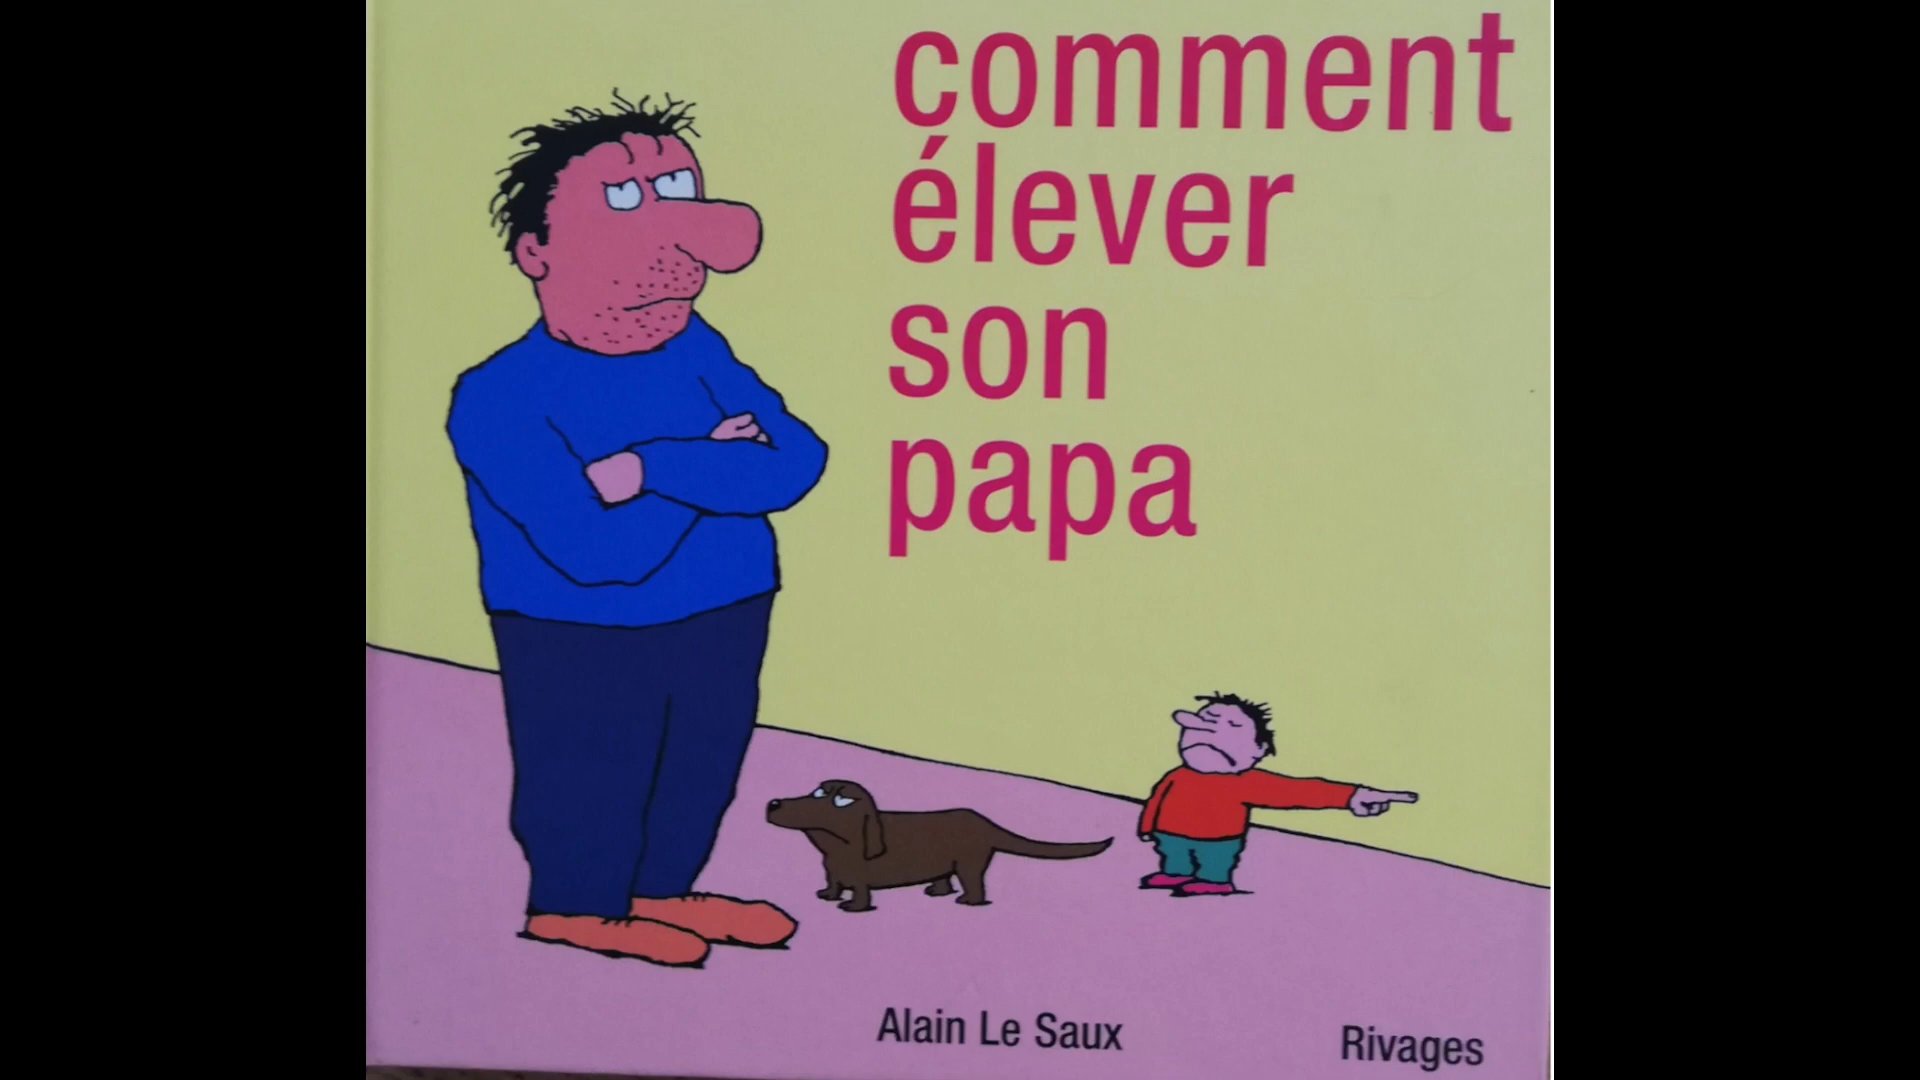 comment
élever
son
papa
Alain Le Saux
Rivages